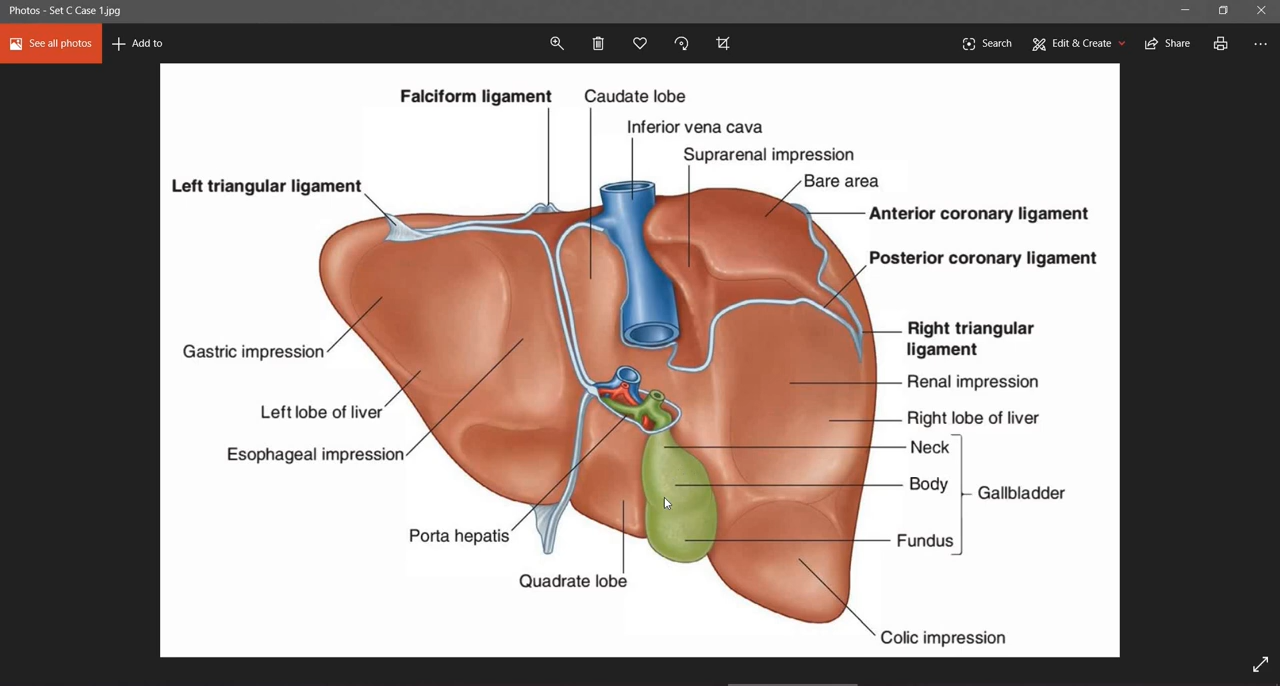 Photos - Set C Case 1.jpg
See all photos
Add to
Search
Edit & Create
Share
Falciform ligament
Caudate lobe
Inferior vena cava
Suprarenal impression
Bare area
Left triangular ligament
Anterior coronary ligament
Posterior coronary ligament
Right triangular
ligament
Gastric impression
Renal impression
Left lobe of liver
Right lobe of liver
Esophageal impression
Neck
Body
Gallbladder
Porta hepatis
Fundus
Quadrate lobe
Colic impression